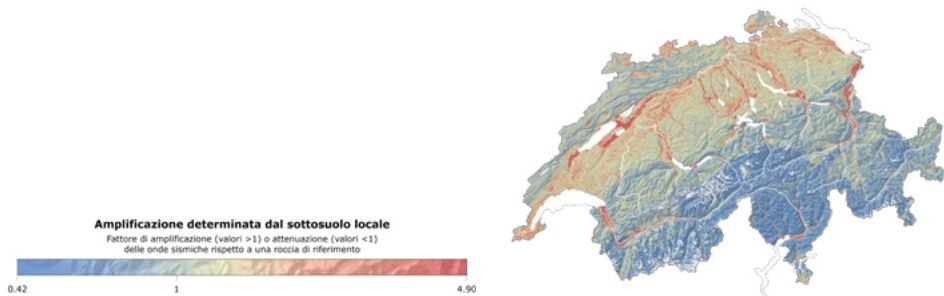 Amplificazione determinata dal sottosuolo locale
Fattore di amplificazione (valori >1) o attenuazione (valori <1)
delle onde sismiche rispetto a una roccia di riferimento
0.42 1 4.90